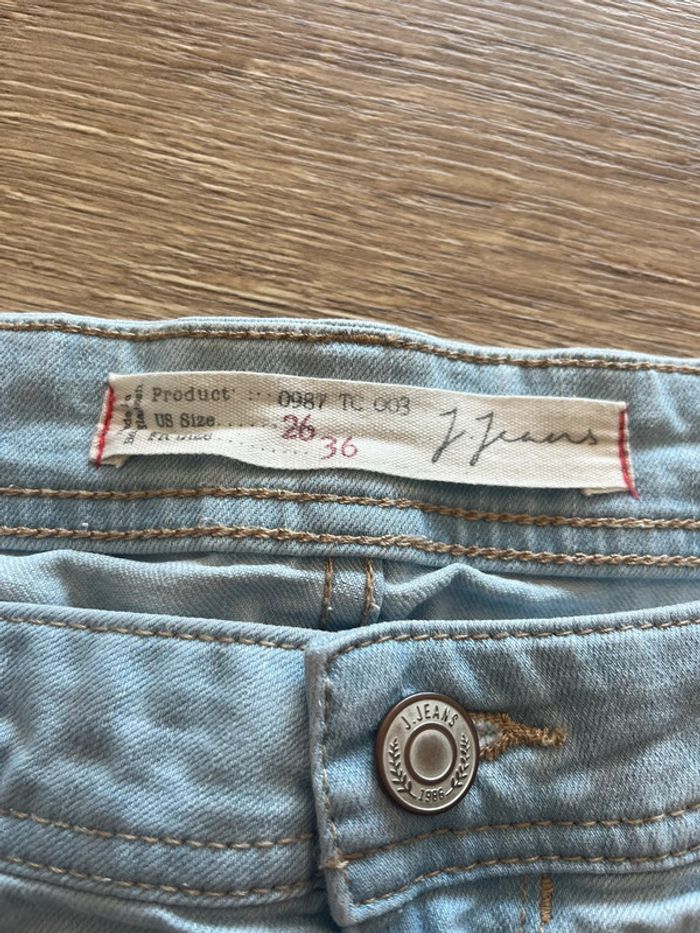 Product : : 0987 TC 003
US Size 26
36
J.Jeans
J.JEANS
1986